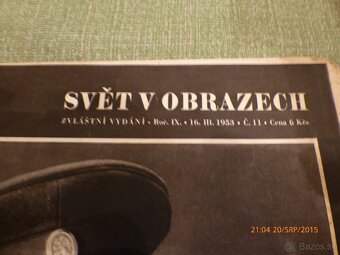 SVĚT V OBRAZECH
ZVLÁŠTNÍ VYDÁNÍ • Roč. IX. • 16. III. 1953 • Č. 11 • Cena 6 Kčs
21:04 20/SRP/2015
bazos.sk